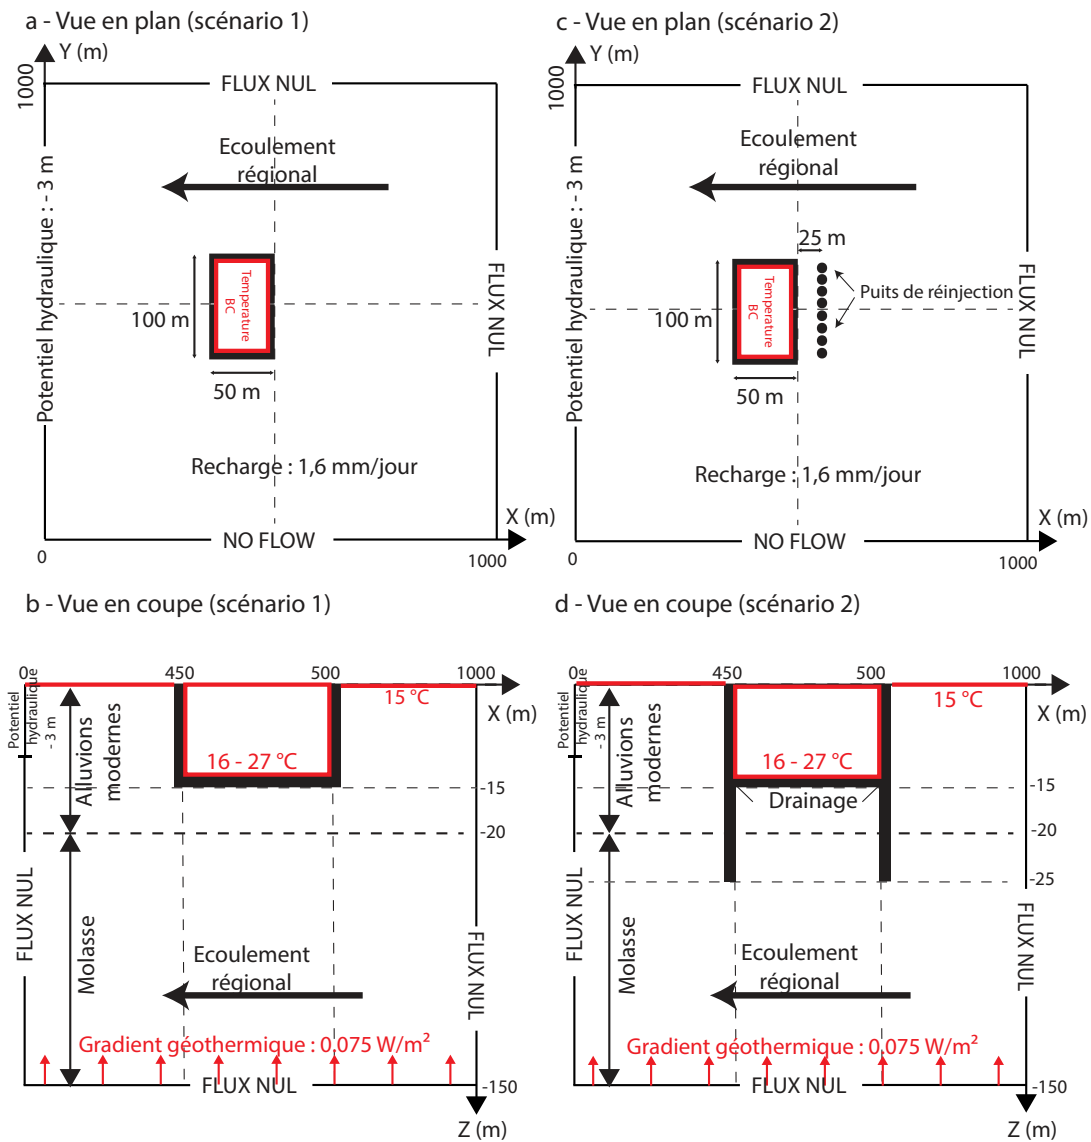 a - Vue en plan (scénario 1)
Y (m)
1000
FLUX NUL
Ecoulement
régional
Potentiel hydraulique : - 3 m
FLUX NUL
Temperature
BC
100 m
50 m
Recharge : 1,6 mm/jour
X (m)
NO FLOW
0
1000
c - Vue en plan (scénario 2)
Y (m)
1000
FLUX NUL
Ecoulement
régional
Potentiel hydraulique : - 3 m
25 m
FLUX NUL
Puits de réinjection
Temperature
BC
100 m
50 m
Recharge : 1,6 mm/jour
X (m)
NO FLOW
0
1000
b - Vue en coupe (scénario 1)
0
450
500
1000
X (m)
Potentiel
hydraulique
- 3 m
15 °C
Alluvions
modernes
16 - 27 °C
-15
-20
FLUX NUL
Molasse
FLUX NUL
Ecoulement
régional
Gradient géothermique : 0,075 W/m²
FLUX NUL
-150
Z (m)
d - Vue en coupe (scénario 2)
0
450
500
1000
X (m)
Potentiel
hydraulique
- 3 m
15 °C
Alluvions
modernes
16 - 27 °C
Drainage
-15
-20
-25
FLUX NUL
Molasse
FLUX NUL
Ecoulement
régional
Gradient géothermique : 0,075 W/m²
FLUX NUL
-150
Z (m)